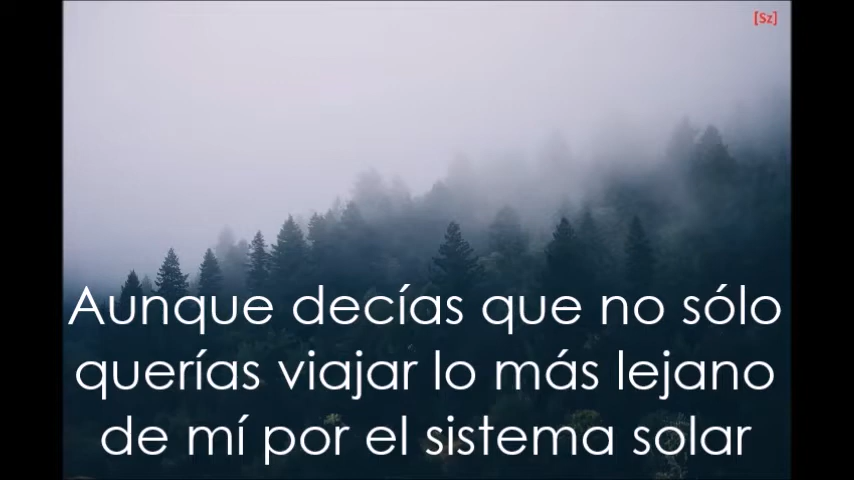 [Sz]
Aunque decías que no sólo
querías viajar lo más lejano
de mí por el sistema solar